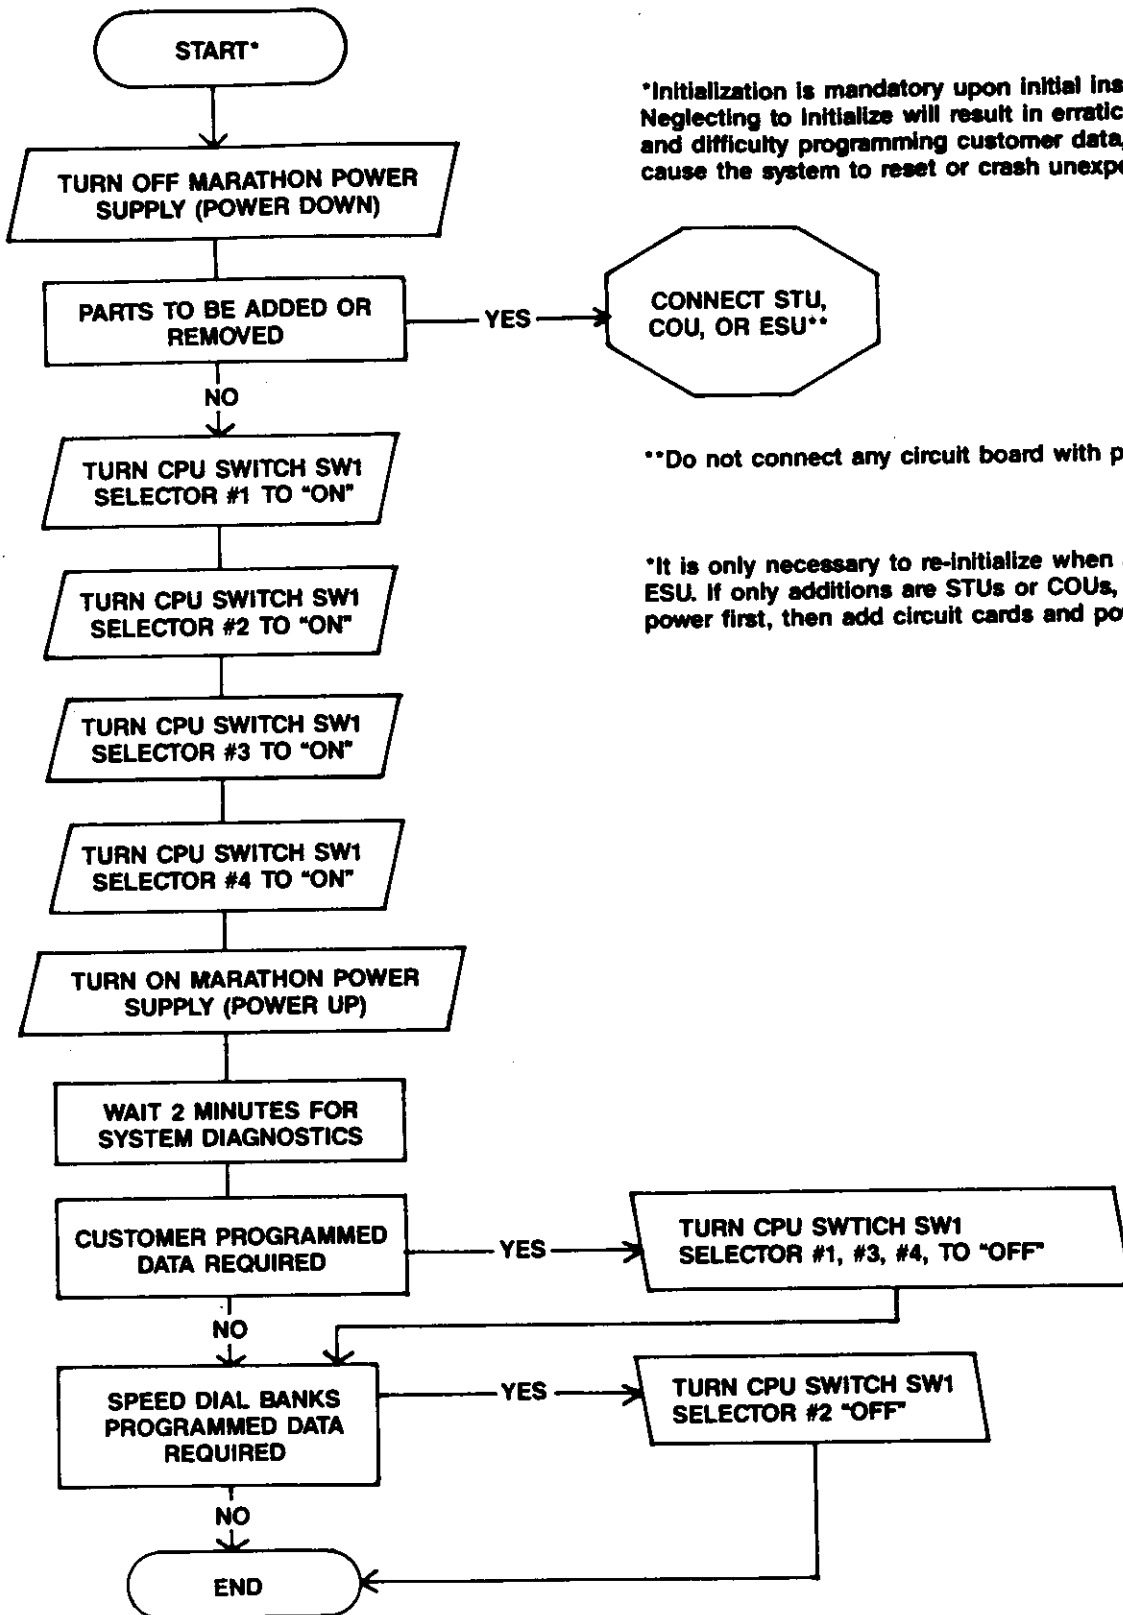 START*
*Initialization is mandatory upon initial
Neglecting to initialize will result in erratic
and difficulty programming customer data,
cause the system to reset or crash
TURN OFF MARATHON POWER
SUPPLY (POWER DOWN)
PARTS TO BE ADDED OR
REMOVED
YES
CONNECT STU,
COU, OR ESU**
NO
**Do not connect any circuit board with
TURN CPU SWITCH SW1
SELECTOR #1 TO "ON"
*It is only necessary to re-initialize when
ESU. If only additions are STUs or COUs,
power first, then add circuit cards and
TURN CPU SWITCH SW1
SELECTOR #2 TO "ON"
TURN CPU SWITCH SW1
SELECTOR #3 TO "ON"
TURN CPU SWITCH SW1
SELECTOR #4 TO "ON"
TURN ON MARATHON POWER
SUPPLY (POWER UP)
WAIT 2 MINUTES FOR
SYSTEM DIAGNOSTICS
CUSTOMER PROGRAMMED
DATA REQUIRED
YES
TURN CPU SWTICH SW1
SELECTOR #1, #3, #4, TO "OFF"
NO
SPEED DIAL BANKS
PROGRAMMED DATA
REQUIRED
YES
TURN CPU SWITCH SW1
SELECTOR #2 "OFF"
NO
END